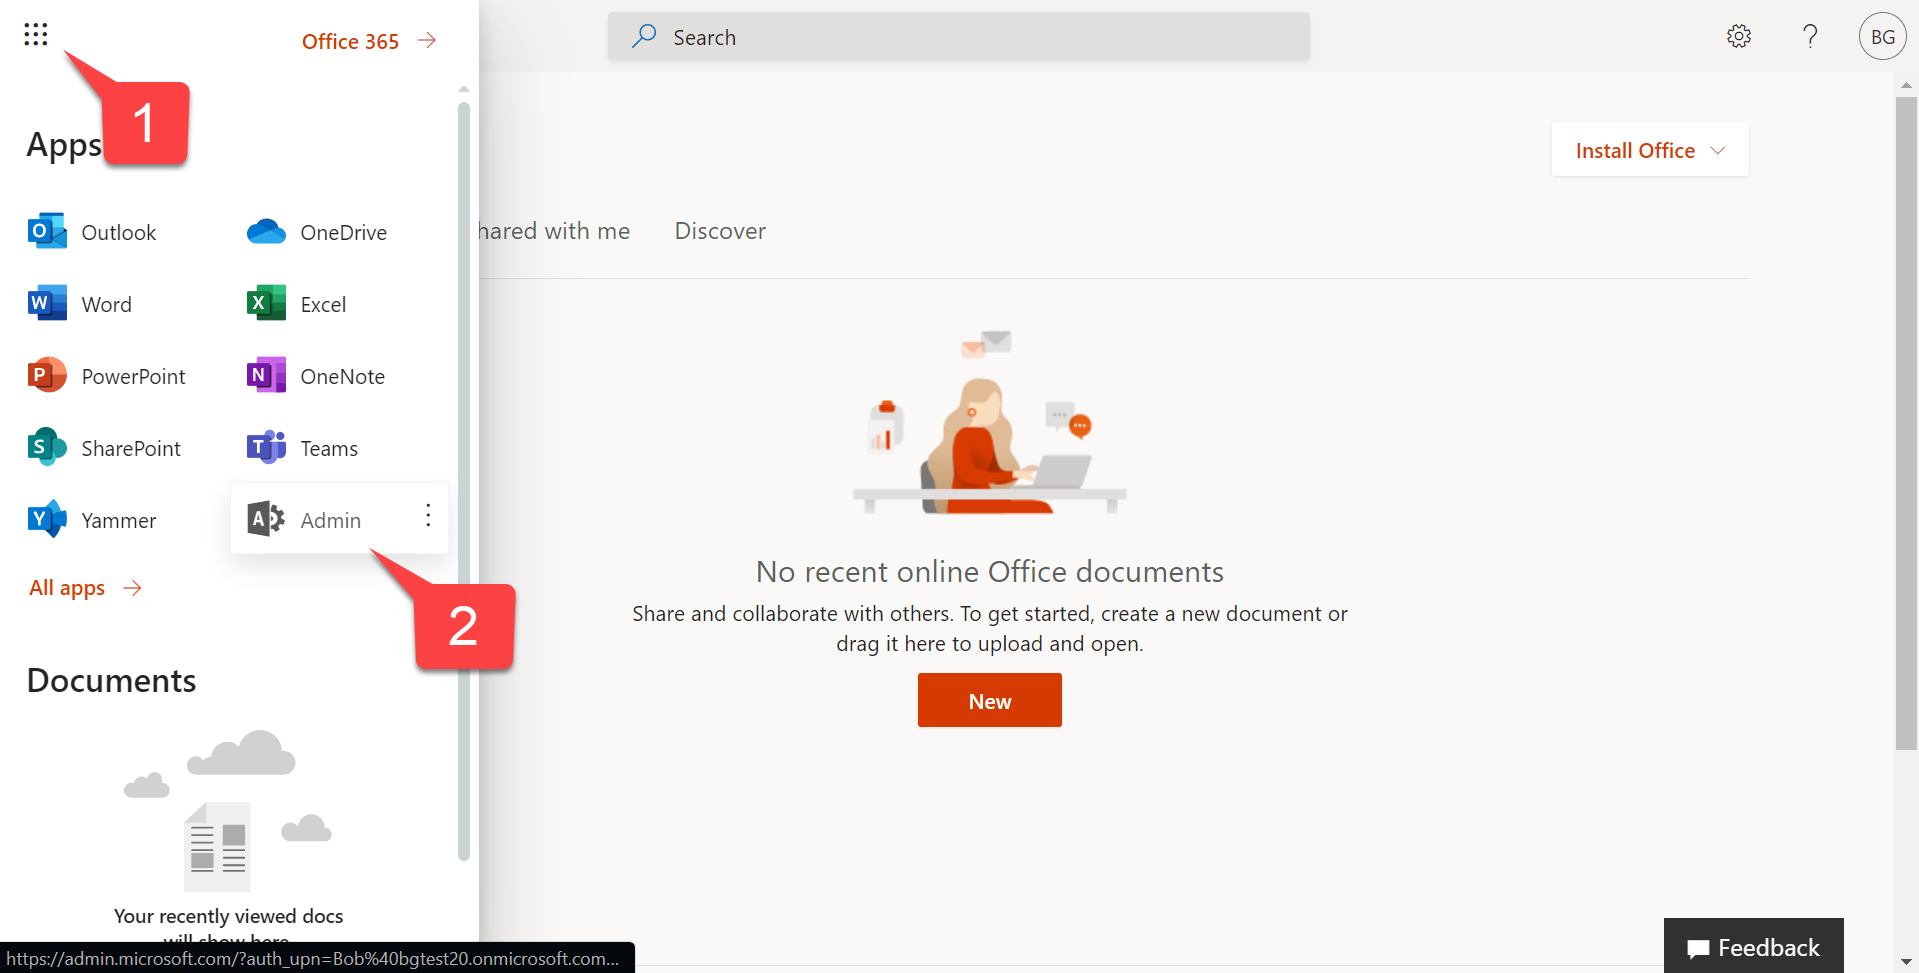 Office 365 →
1
Apps
Outlook
OneDrive
Word
Excel
PowerPoint
OneNote
SharePoint
Teams
Yammer
Admin
All apps →
2
Documents
Your recently viewed docs
will show here
https://admin.microsoft.com/?auth_upn=Bob%40bgtest20.onmicrosoft.com...
Search
?
BG
Install Office
hared with me
Discover
No recent online Office documents
Share and collaborate with others. To get started, create a new document or
drag it here to upload and open.
New
Feedback